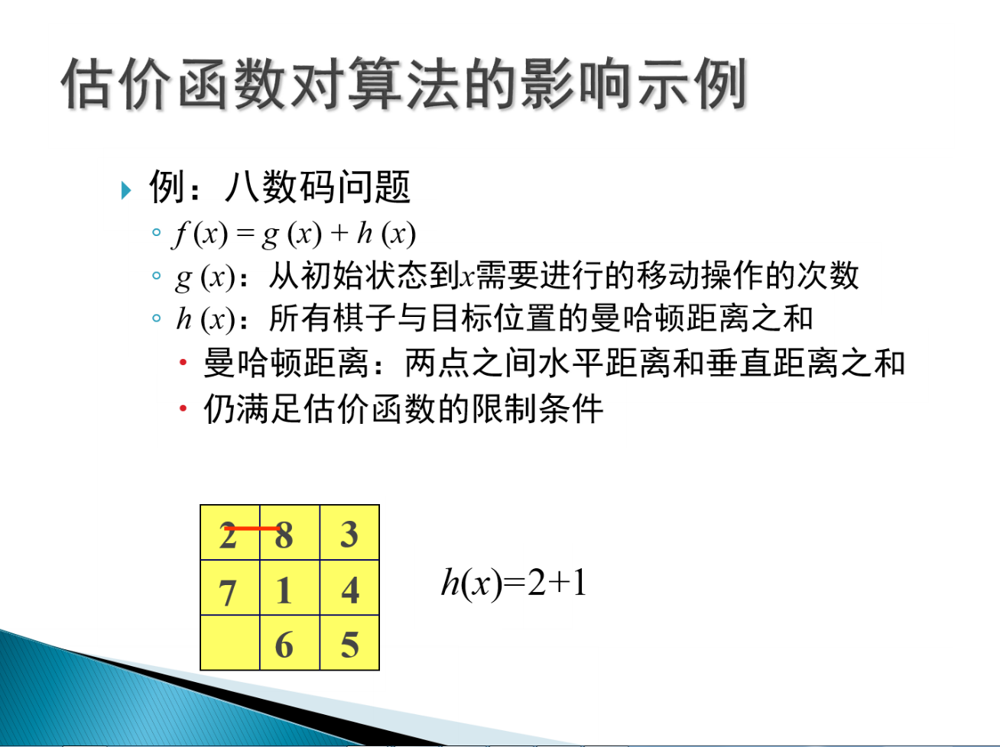 估价函数对算法的影响示例
例：八数码问题
f (x) = g (x) + h (x)
g (x)：从初始状态到x需要进行的移动操作的次数
h (x)：所有棋子与目标位置的曼哈顿距离之和
曼哈顿距离：两点之间水平距离和垂直距离之和
仍满足估价函数的限制条件
2 8 3
7 1 4
6 5
h(x)=2+1